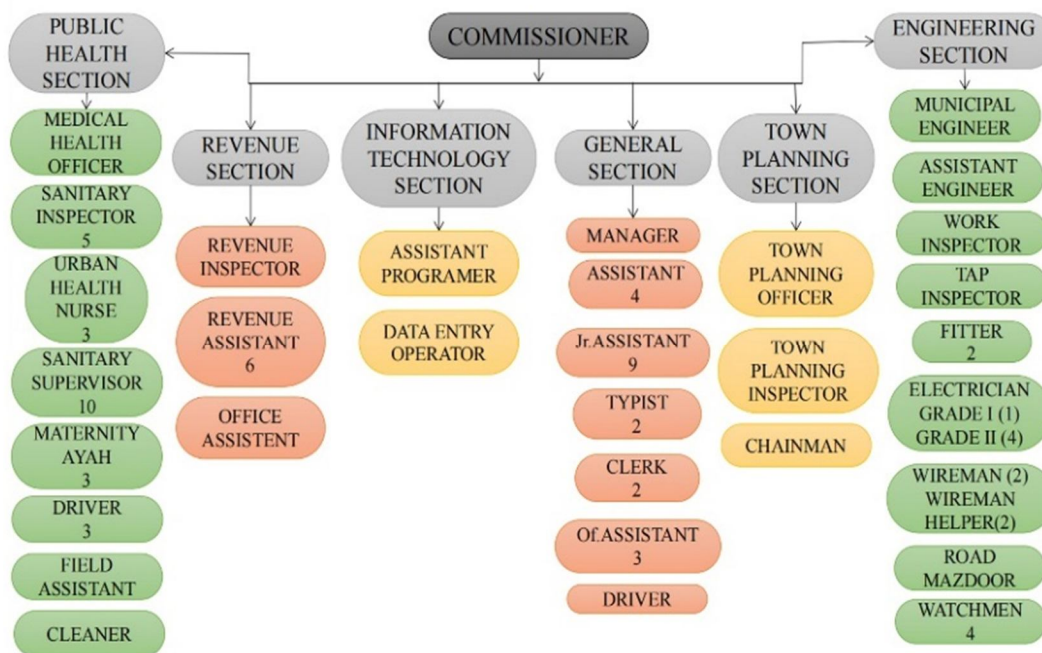 COMMISSIONER
PUBLIC
HEALTH
SECTION
MEDICAL
HEALTH
OFFICER
SANITARY
INSPECTOR
5
URBAN
HEALTH
NURSE
3
SANITARY
SUPERVISOR
10
MATERNITY
AYAH
3
DRIVER
3
FIELD
ASSISTANT
CLEANER
REVENUE
SECTION
REVENUE
INSPECTOR
REVENUE
ASSISTANT
6
OFFICE
ASSISTENT
INFORMATION
TECHNOLOGY
SECTION
ASSISTANT
PROGRAMER
DATA ENTRY
OPERATOR
GENERAL
SECTION
MANAGER
ASSISTANT
4
Jr.ASSISTANT
9
TYPIST
2
CLERK
2
Of.ASSISTANT
3
DRIVER
TOWN
PLANNING
SECTION
TOWN
PLANNING
OFFICER
TOWN
PLANNING
INSPECTOR
CHAINMAN
ENGINEERING
SECTION
MUNICIPAL
ENGINEER
ASSISTANT
ENGINEER
WORK
INSPECTOR
TAP
INSPECTOR
FITTER
2
ELECTRICIAN
GRADE I (1)
GRADE II (4)
WIREMAN (2)
WIREMAN
HELPER(2)
ROAD
MAZDOOR
WATCHMEN
4